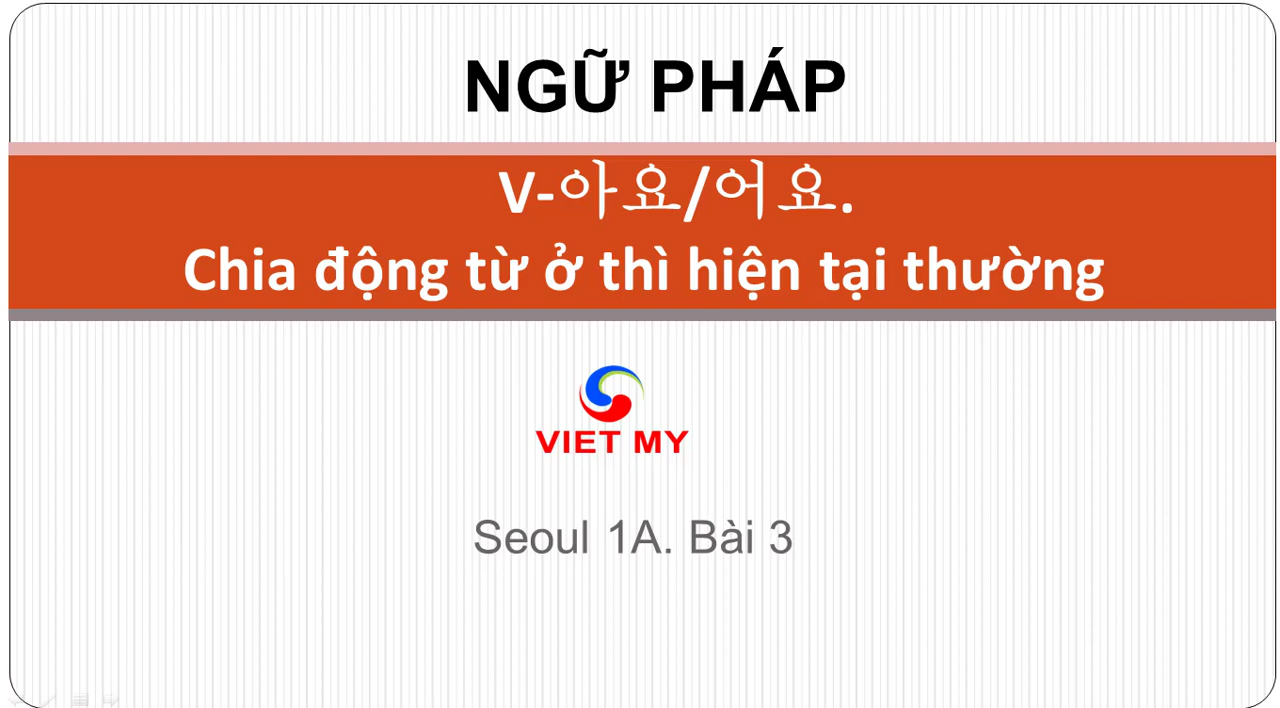 NGỮ PHÁP
V-아요/어요.
Chia động từ ở thì hiện tại thường
VIET MY
Seoul 1A. Bài 3